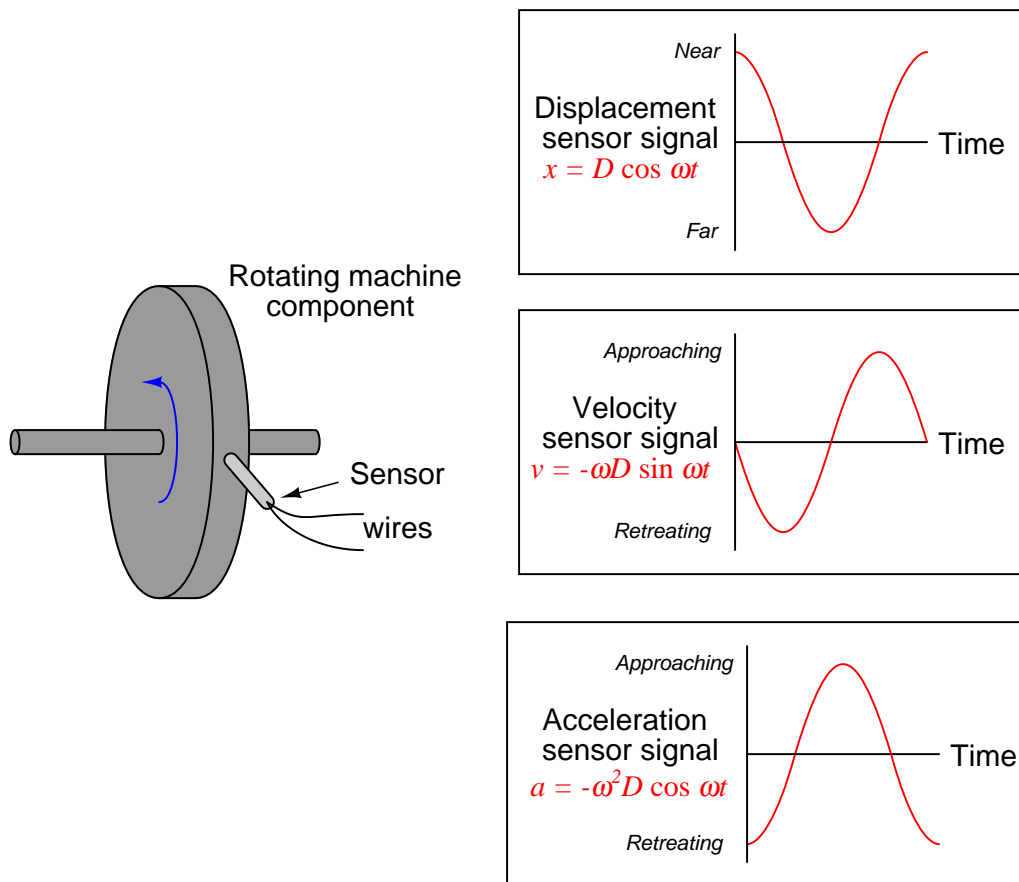 Near
Displacement
sensor signal
x = D cos ωt
Time
Far
Rotating machine
component
Sensor
wires
Approaching
Velocity
sensor signal
v = -ωD sin ωt
Time
Retreating
Approaching
Acceleration
sensor signal
a = -ω²D cos ωt
Time
Retreating